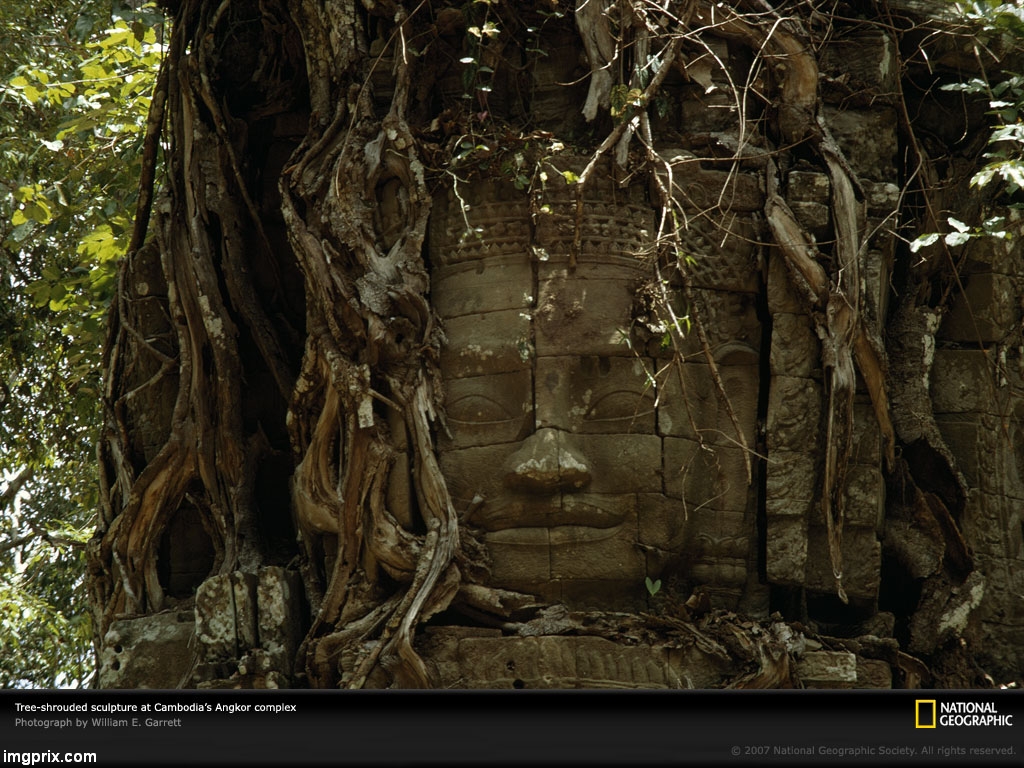 Tree-shrouded sculpture at Cambodia's Angkor complex
Photograph by William E. Garrett
NATIONAL
GEOGRAPHIC
© 2007 National Geographic Society. All rights reserved.
imgprix.com